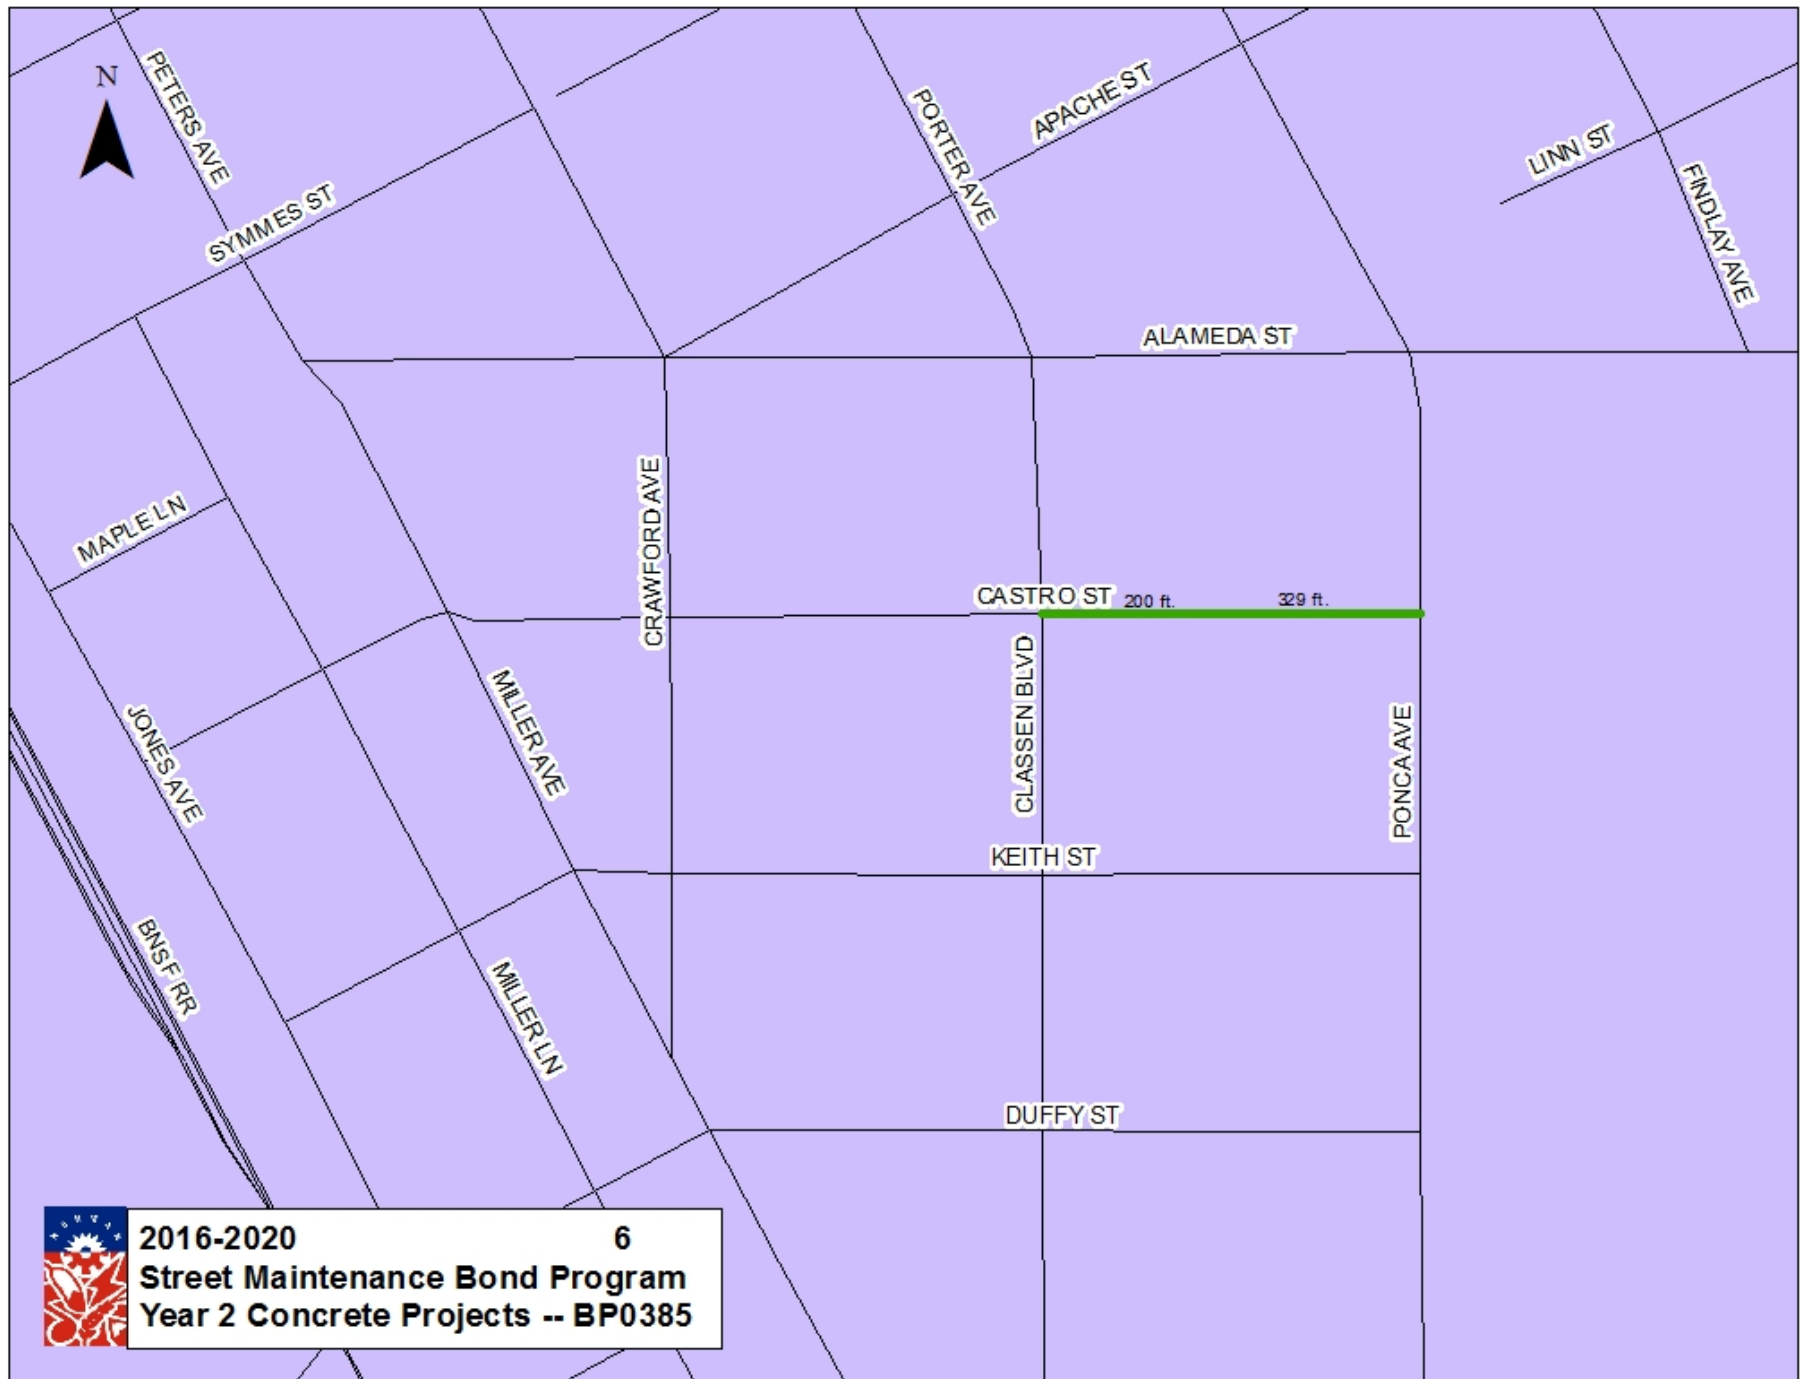 N
PETERS AVE
SYMMES ST
PORTER AVE
APACHE ST
LINN ST
FINDLAY AVE
ALAMEDA ST
MAPLE LN
CRAWFORD AVE
CASTRO ST
200 ft.
329 ft.
CLASSEN BLVD
MILLER AVE
JONES AVE
PONCA AVE
KEITH ST
BNSF RR
MILLER LN
DUFFY ST
NORMAN
2016-2020 6
Street Maintenance Bond Program
Year 2 Concrete Projects -- BP0385